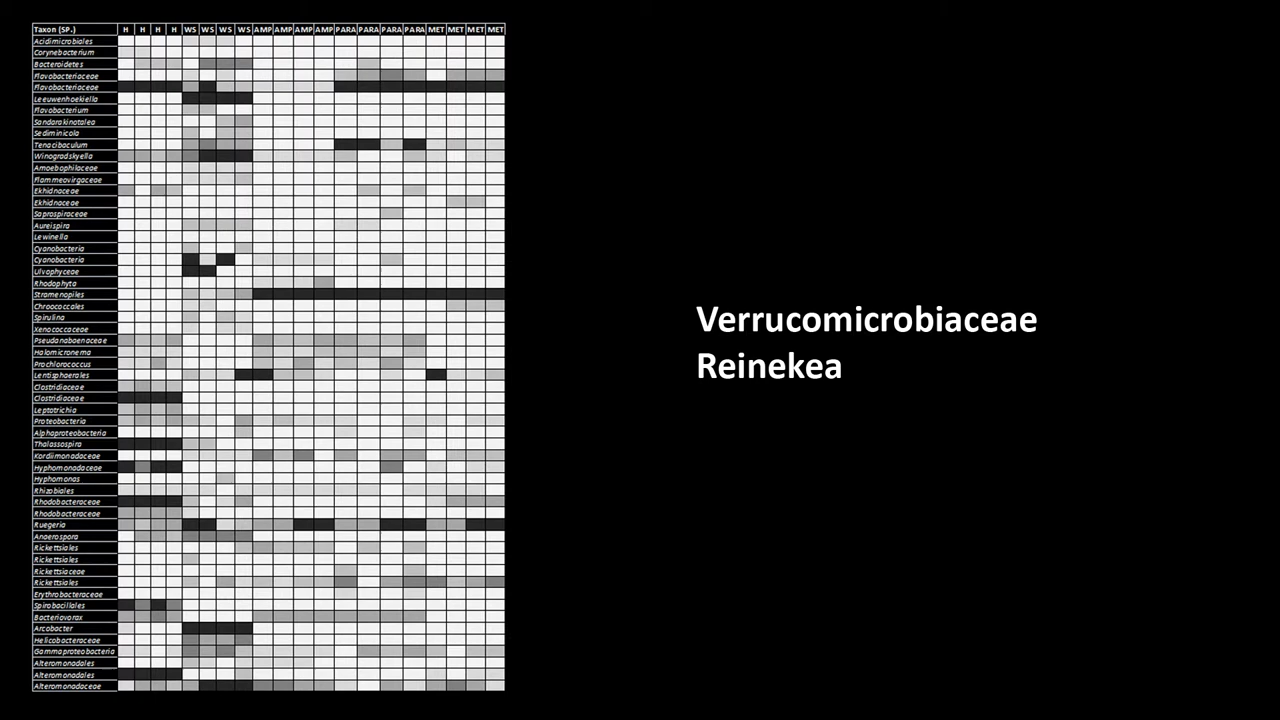 Taxon (SP.) H H H H WS WS WS WS AMP AMP AMP AMP PARA PARA PARA PARA MET MET MET MET
Acidimicrobiales
Corynebacterium
Bacteroidetes
Flavobacteriaceae
Flavobacteriaceae
Leeuwenhoekiella
Flavobacterium
Sandarakinotalea
Sediminicola
Tenacibaculum
Winogradskyella
Amoebophilaceae
Flammeovirgaceae
Ekhidnaceae
Ekhidnaceae
Saprospiraceae
Aureispira
Lewinella
Cyanobacteria
Cyanobacteria
Ulvophyceae
Rhodophyta
Stramenopiles
Chroococcales
Spirulina
Xenococcaceae
Pseudanabaenaceae
Halomicronema
Prochlorococcus
Lentisphaerales
Clostridiaceae
Clostridiaceae
Leptotrichia
Proteobacteria
Alphaproteobacteria
Thalassospira
Kordiimonadaceae
Hyphomonadaceae
Hyphomonas
Rhizobiales
Rhodobacteraceae
Rhodobacteraceae
Ruegeria
Anaerospora
Rickettsiales
Rickettsiales
Rickettsiaceae
Rickettsiales
Erythrobacteraceae
Spirobacillales
Bacteriovorax
Arcobacter
Helicobacteraceae
Gammaproteobacteria
Alteromonadales
Alteromonadales
Alteromonadaceae
Verrucomicrobiaceae
Reinekea